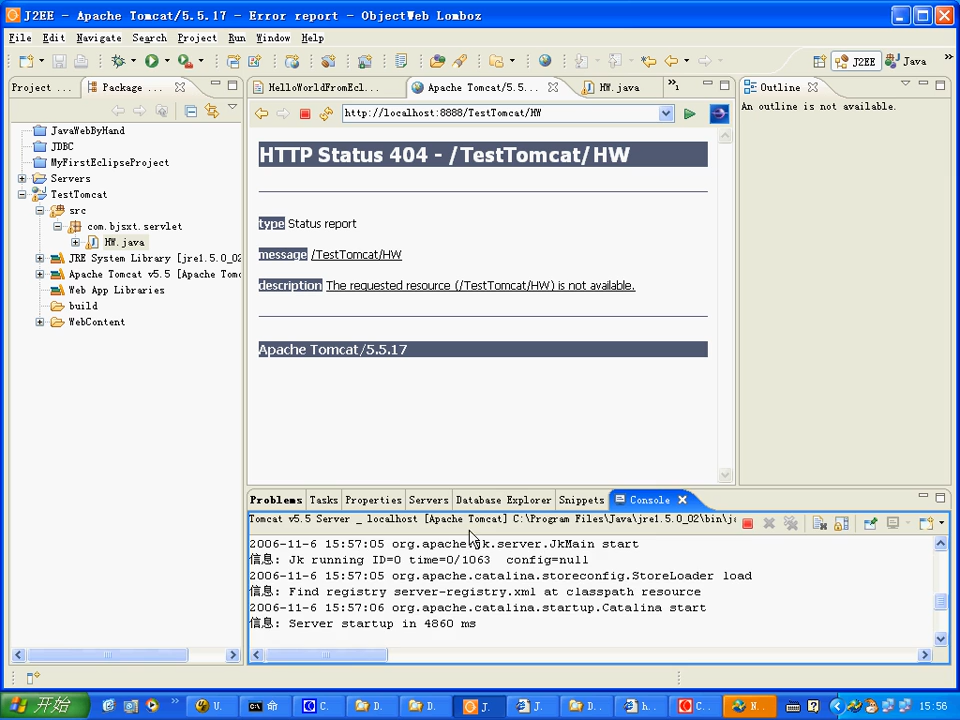 J2EE - Apache Tomcat/5.5.17 - Error report - ObjectWeb Lomboz
File Edit Navigate Search Project Run Window Help
J2EE Java »
Project ... Package ... HelloWorldFromEcl... Apache Tomcat/5.5... HW.java »1 Outline
http://localhost:8888/TestTomcat/HW
An outline is not available.
JavaWebByHand
JDBC
MyFirstEclipseProject
Servers
TestTomcat
src
com.bjsxt.servlet
HW.java
JRE System Library [jre1.5.0_02
Apache Tomcat v5.5 [Apache Tomc
Web App Libraries
build
WebContent
HTTP Status 404 - /TestTomcat/HW
type Status report
message /TestTomcat/HW
description The requested resource (/TestTomcat/HW) is not available.
Apache Tomcat/5.5.17
Problems Tasks Properties Servers Database Explorer Snippets Console
Tomcat v5.5 Server _ localhost [Apache Tomcat] C:\Program Files\Java\jre1.5.0_02\bin\j
2006-11-6 15:57:05 org.apache.jk.server.JkMain start
信息: Jk running ID=0 time=0/1063 config=null
2006-11-6 15:57:05 org.apache.catalina.storeconfig.StoreLoader load
信息: Find registry server-registry.xml at classpath resource
2006-11-6 15:57:06 org.apache.catalina.startup.Catalina start
信息: Server startup in 4860 ms
开始 » U. 命 C. D. D. J. J. D. h. C. N. 15:56